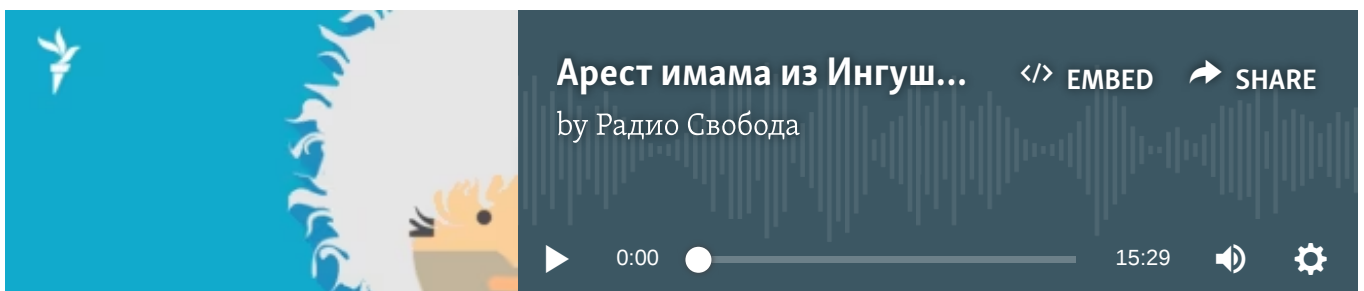 Арест имама из Ингуш...
</> EMBED
SHARE
by Радио Свобода
0:00
15:29